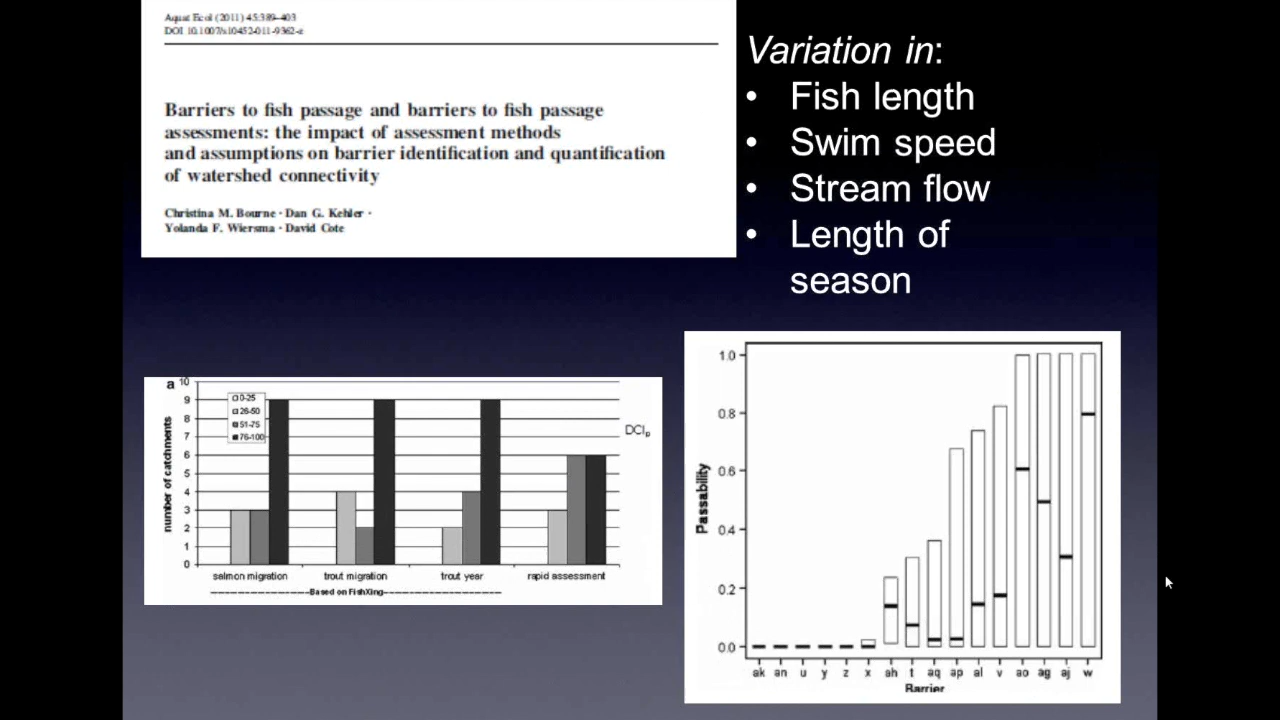 Aquat Ecol (2011) 45:389–403
DOI 10.1007/s10452-011-9362-z
Barriers to fish passage and barriers to fish passage
assessments: the impact of assessment methods
and assumptions on barrier identification and quantification
of watershed connectivity
Christina M. Bourne · Dan G. Kehler ·
Yolanda F. Wiersma · David Cote
Variation in:
• Fish length
• Swim speed
• Stream flow
• Length of
season
a
number of catchments
10
9
8
7
6
5
4
3
2
1
0
0-25
26-50
51-75
76-100
DCIp
salmon migration trout migration trout year rapid assessment
Based on FishXing
Passability
1.0
0.8
0.6
0.4
0.2
0.0
ak an u y z x ah t aq ap al v ao ag aj w
Barrier